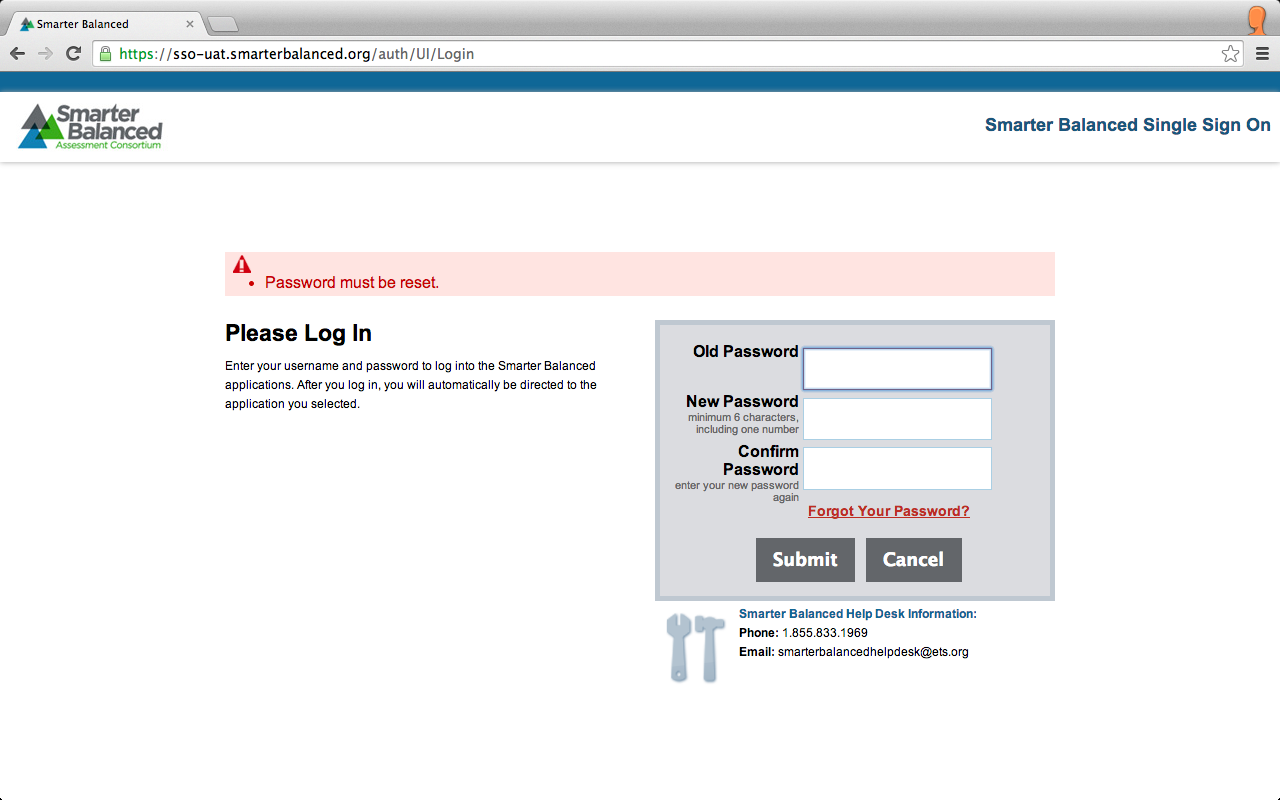 Smarter Balanced
https://sso-uat.smarterbalanced.org/auth/UI/Login
Smarter
Balanced
Assessment Consortium
Smarter Balanced Single Sign On
Password must be reset.
Please Log In
Enter your username and password to log into the Smarter Balanced
applications. After you log in, you will automatically be directed to the
application you selected.
Old Password
New Password
minimum 6 characters,
including one number
Confirm
Password
enter your new password
again
Forgot Your Password?
Submit
Cancel
Smarter Balanced Help Desk Information:
Phone: 1.855.833.1969
Email: smarterbalancedhelpdesk@ets.org